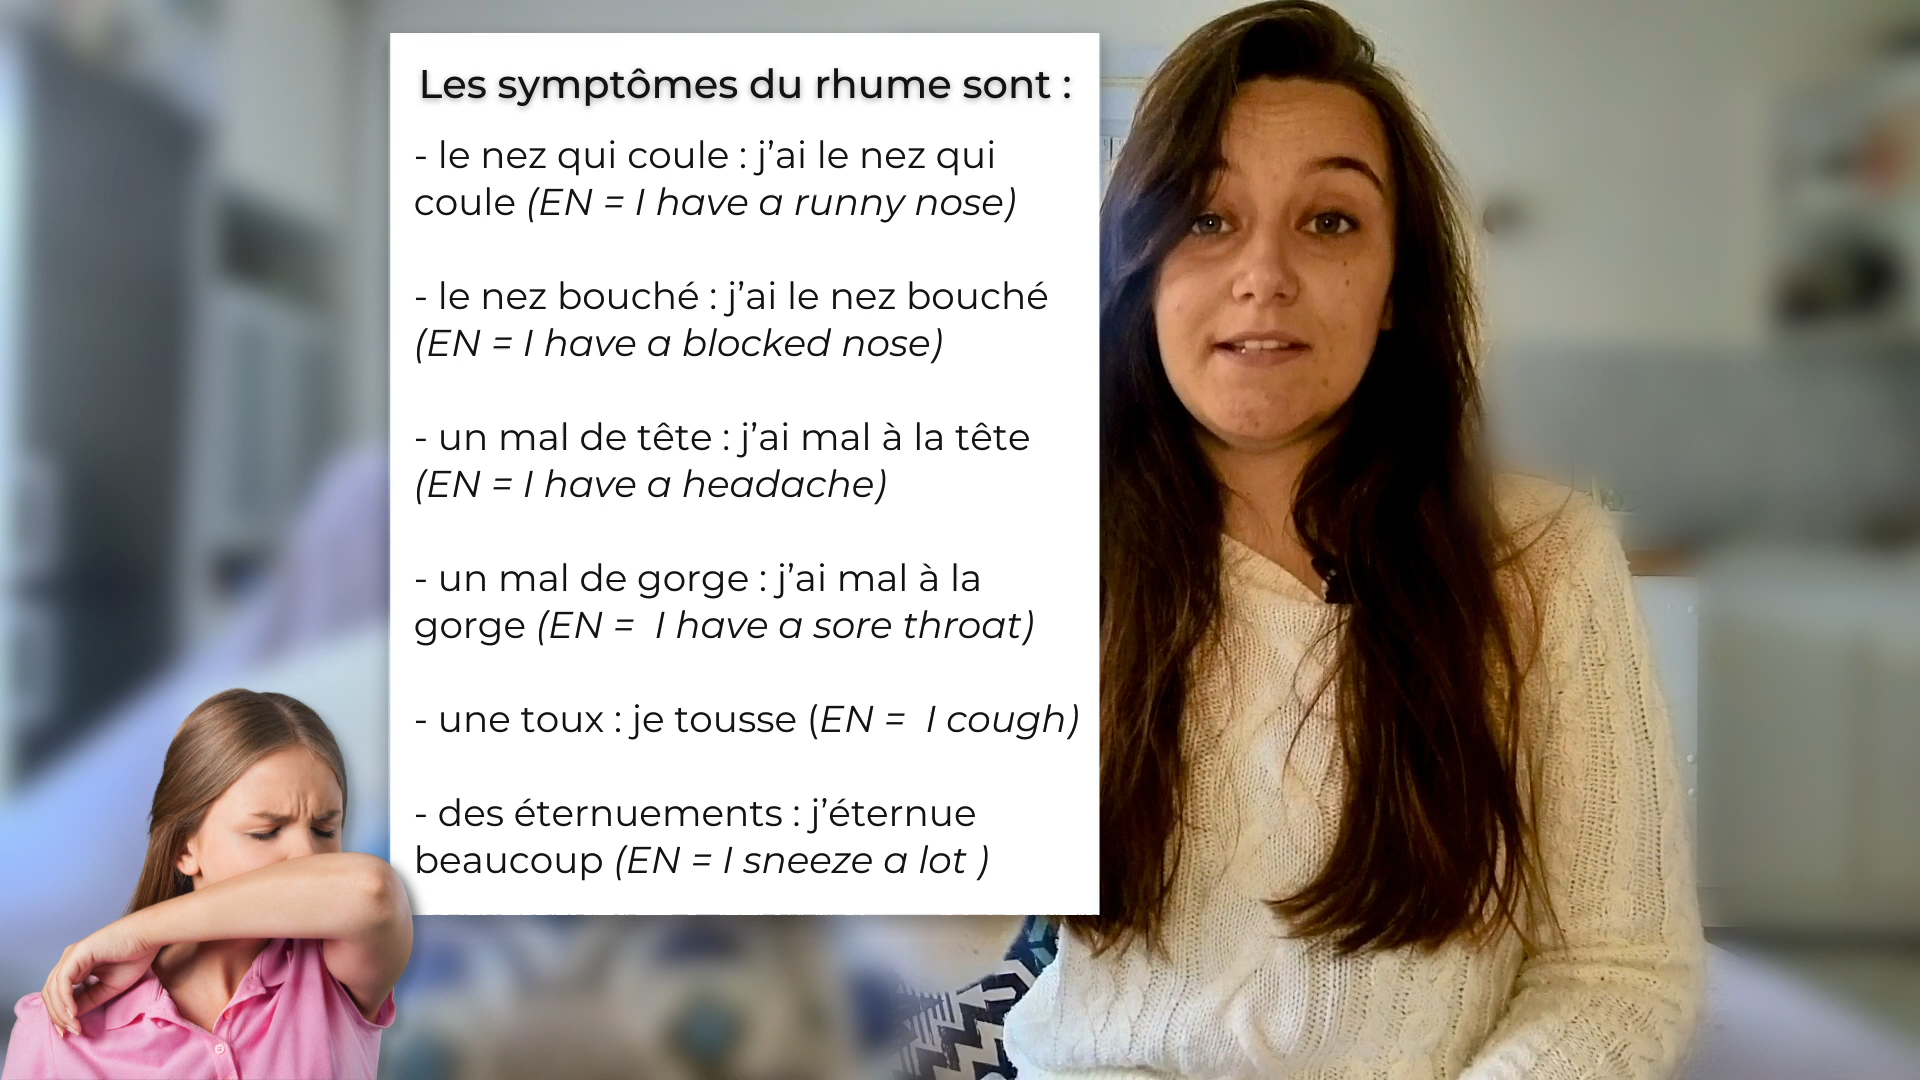 Les symptômes du rhume sont :
- le nez qui coule : j’ai le nez qui
coule (EN = I have a runny nose)
- le nez bouché : j’ai le nez bouché
(EN = I have a blocked nose)
- un mal de tête : j’ai mal à la tête
(EN = I have a headache)
- un mal de gorge : j’ai mal à la
gorge (EN =  I have a sore throat)
- une toux : je tousse (EN =  I cough)
- des éternuements : j’éternue
beaucoup (EN = I sneeze a lot )